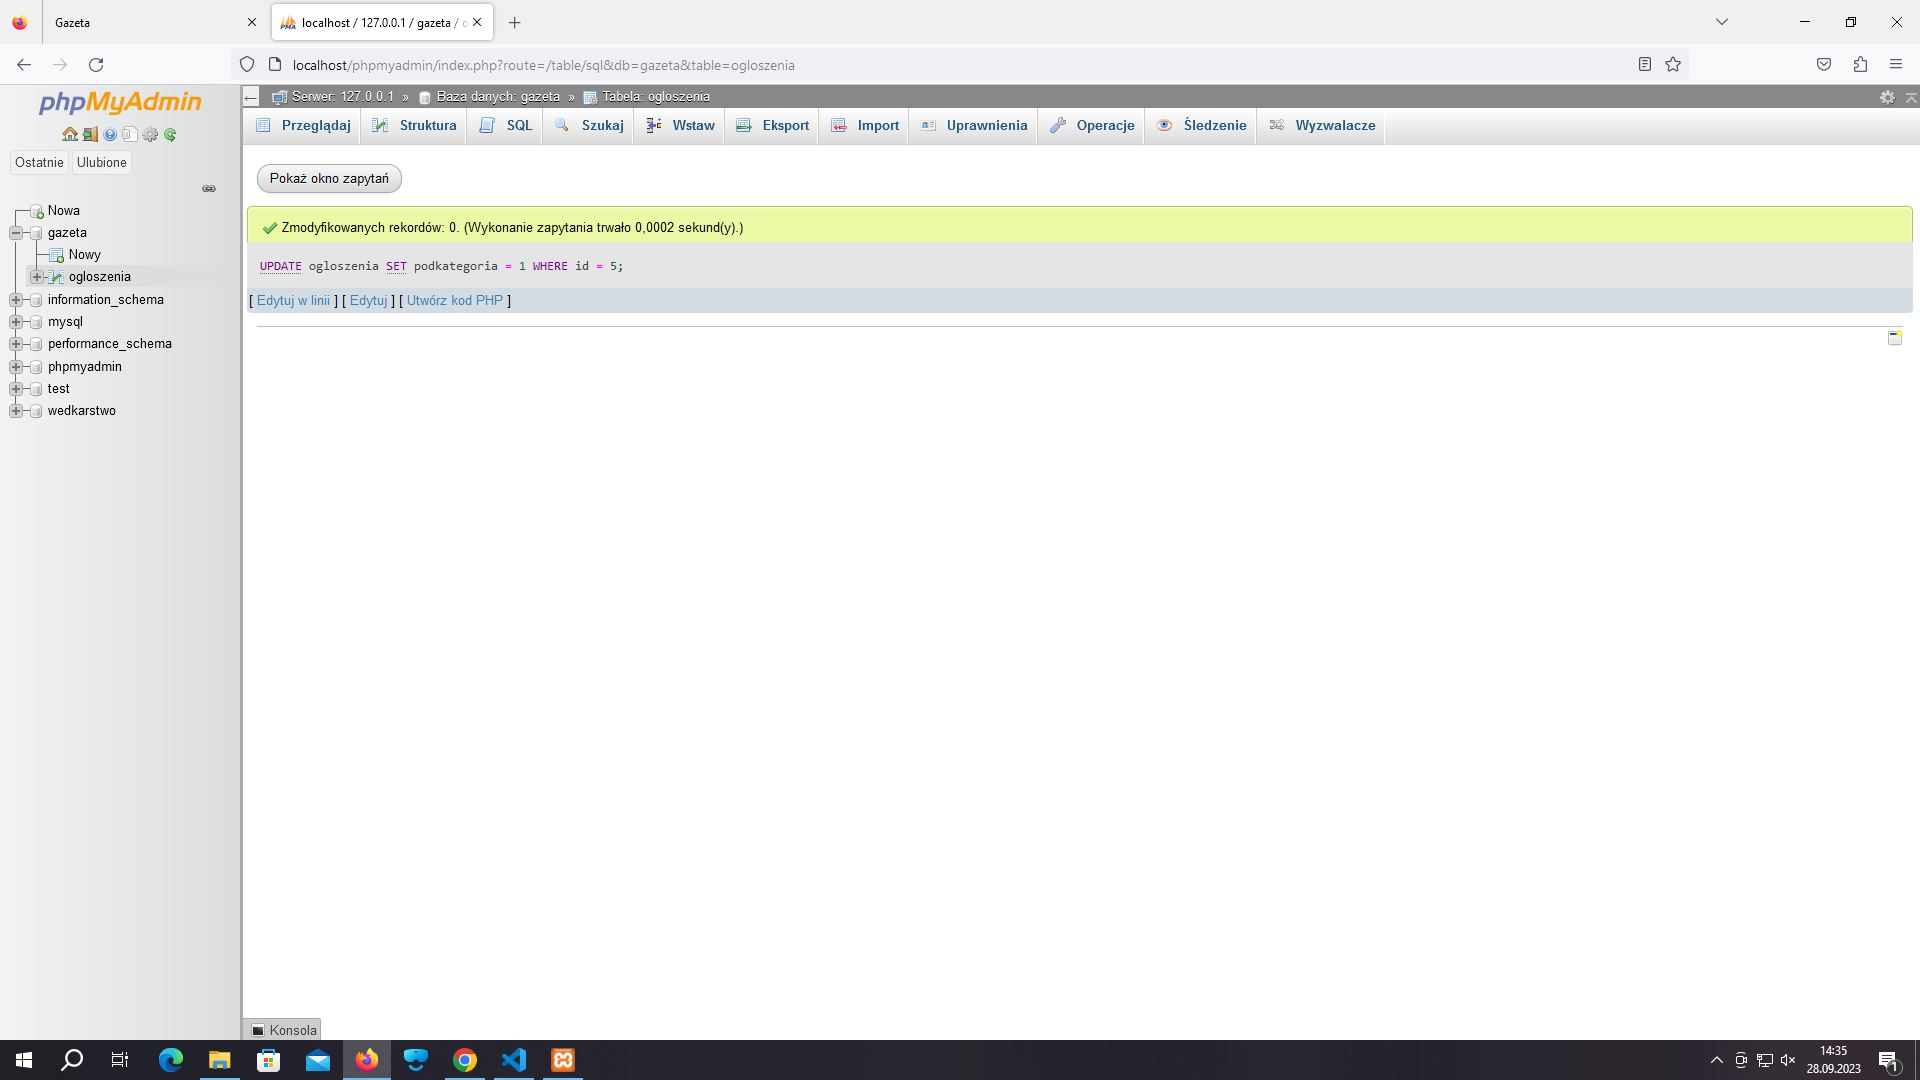 Gazeta
localhost / 127.0.0.1 / gazeta /
localhost/phpmyadmin/index.php?route=/table/sql&db=gazeta&table=ogloszenia
phpMyAdmin
Ostatnie Ulubione
Nowa
gazeta
Nowy
ogloszenia
information_schema
mysql
performance_schema
phpmyadmin
test
wedkarstwo
Serwer: 127.0.0.1 » Baza danych: gazeta » Tabela: ogloszenia
Przeglądaj Struktura SQL Szukaj Wstaw Eksport Import Uprawnienia Operacje Śledzenie Wyzwalacze
Pokaż okno zapytań
Zmodyfikowanych rekordów: 0. (Wykonanie zapytania trwało 0,0002 sekund(y).)
UPDATE ogloszenia SET podkategoria = 1 WHERE id = 5;
[ Edytuj w linii ] [ Edytuj ] [ Utwórz kod PHP ]
Konsola
14:35
28.09.2023
1